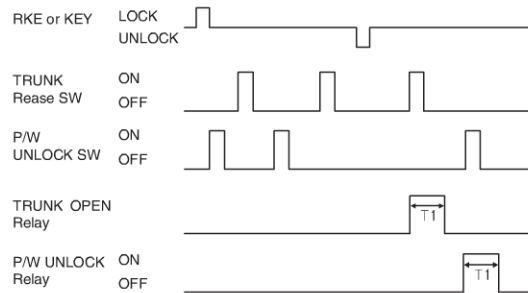 RKE or KEY LOCK
UNLOCK
TRUNK ON
Rease SW OFF
P/W ON
UNLOCK SW OFF
TRUNK OPEN
Relay T1
P/W UNLOCK ON
Relay OFF T1